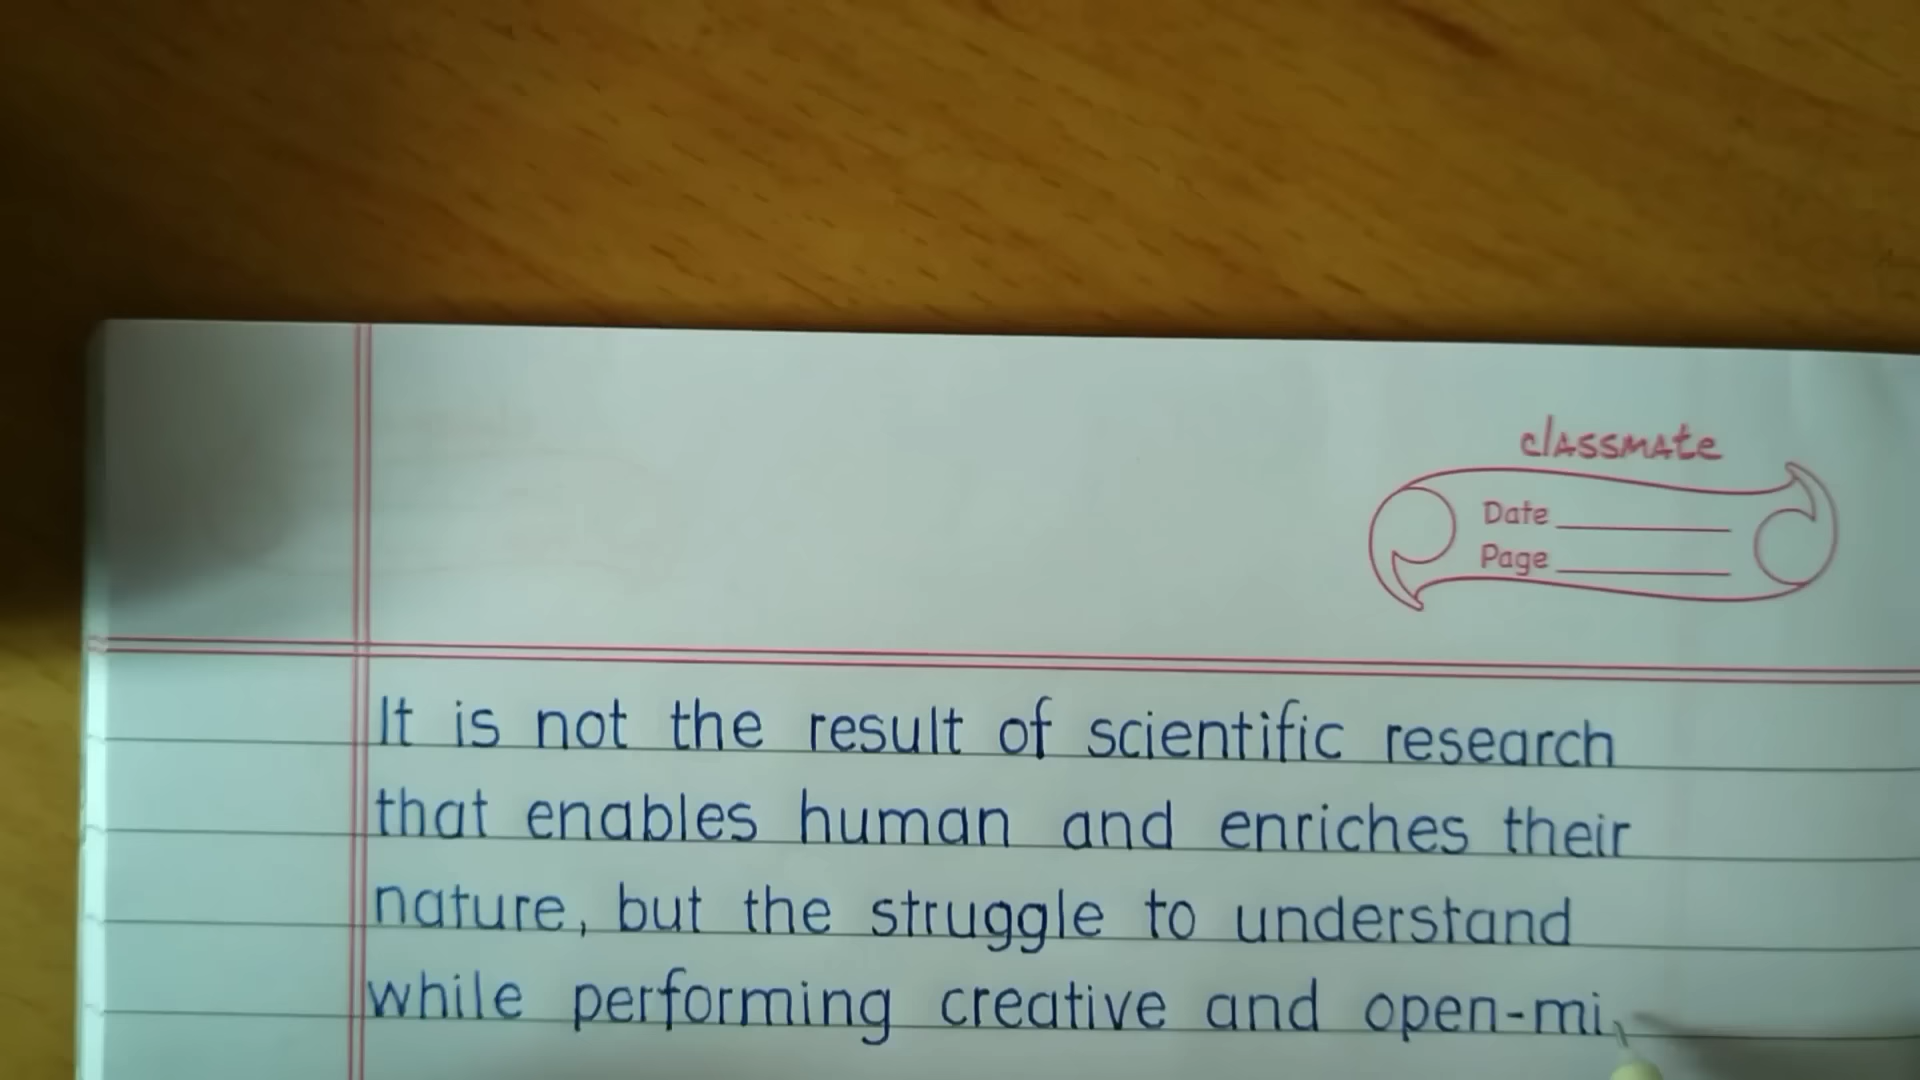 classmate
Date
Page
It is not the result of scientific research
that enables human and enriches their
nature, but the struggle to understand
while performing creative and open-mi